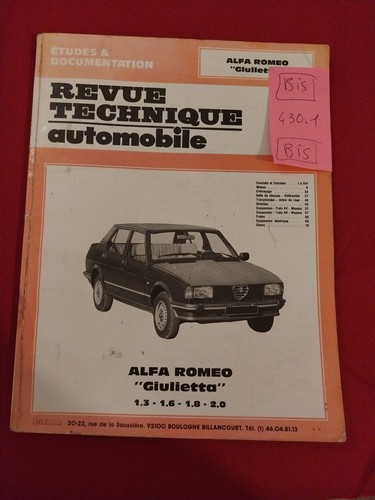 ETUDES &
DOCUMENTATION
ALFA ROMEO
"Giulietta
Bis
430.1
Bis
REVUE
TECHNIQUE
automobile
ALFA ROMEO
"Giulietta"
1.3 - 1.6 - 1.8 - 2.0
20-22, rue de la Saussière. 92100 BOULOGNE BILLANCOURT. Tél. (1) 46.04.81.13